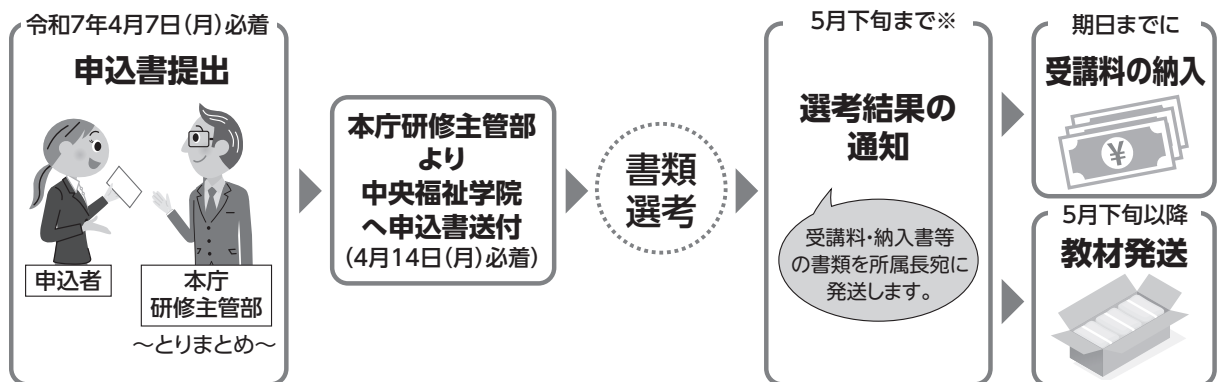 令和7年4月7日(月)必着
申込書提出
申込者
本庁
研修主管部
～とりまとめ～
本庁研修主管部
より
中央福祉学院
へ申込書送付
(4月14日(月)必着)
書類
選考
5月下旬まで※
選考結果の
通知
受講料・納入書等
の書類を所属長宛に
発送します。
期日までに
受講料の納入
¥
5月下旬以降
教材発送